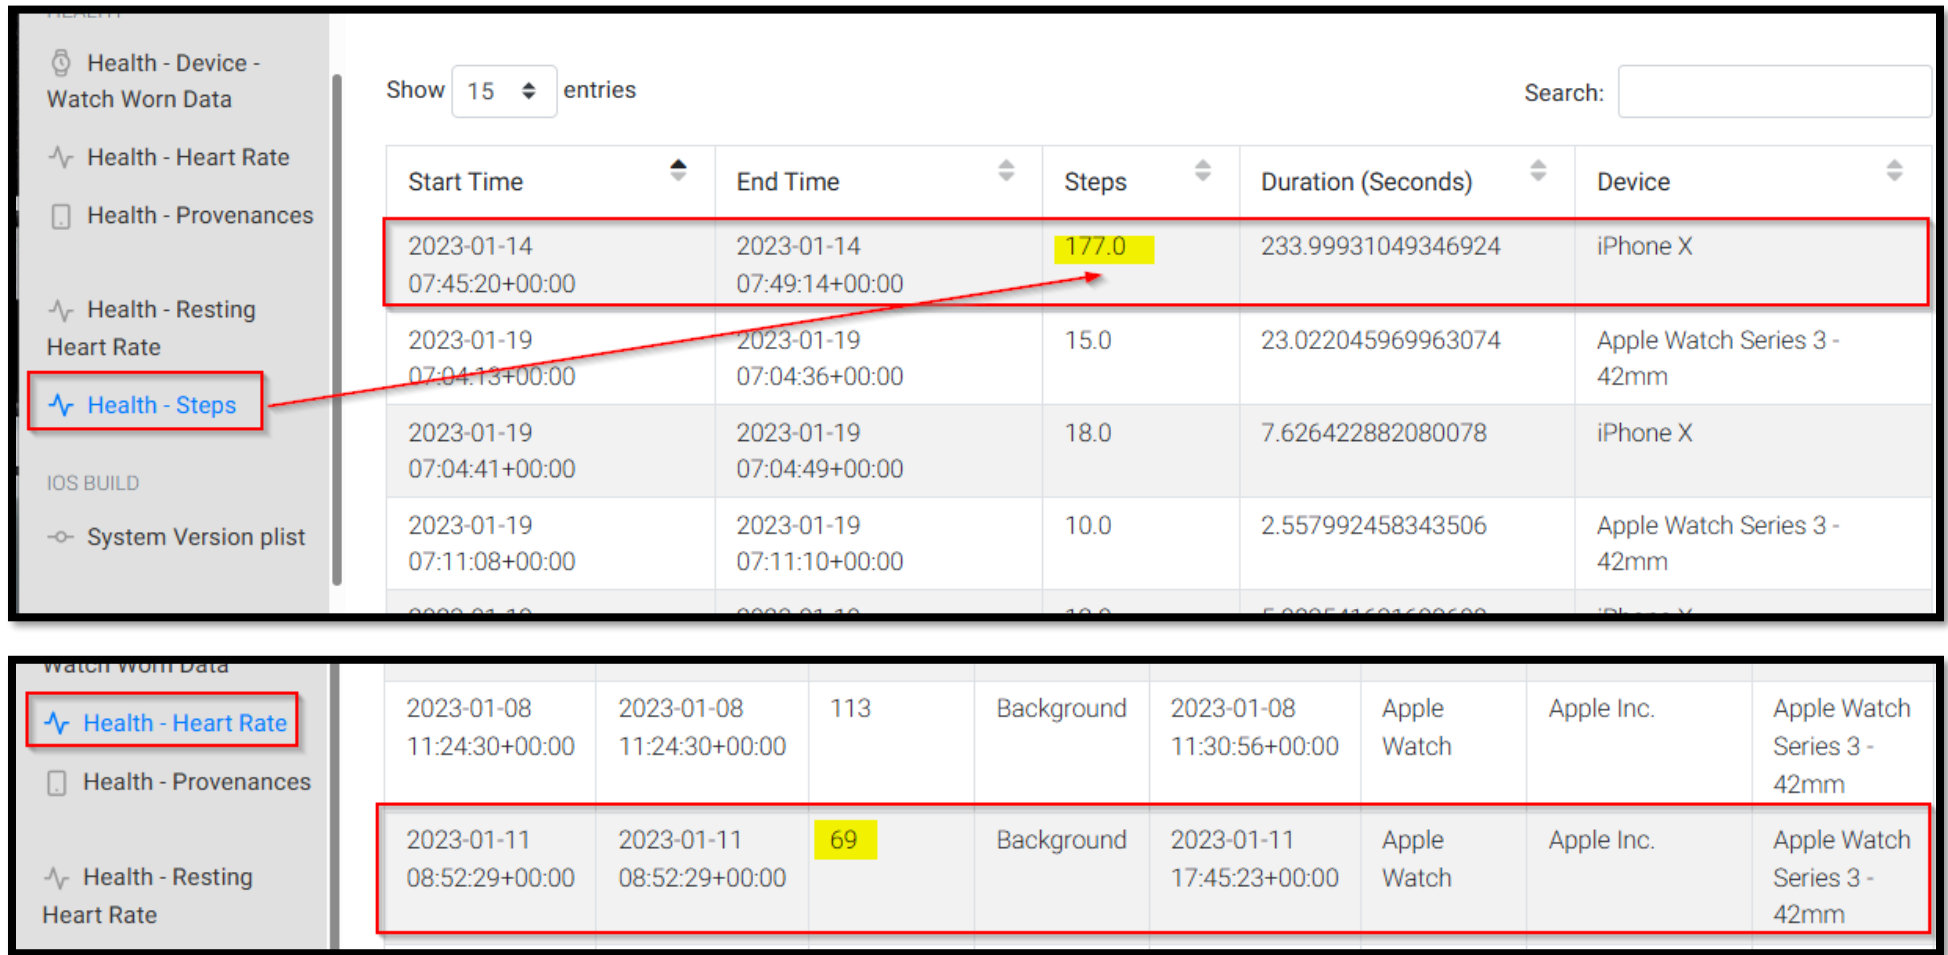 HEALTH
Health - Device -
Watch Worn Data
Health - Heart Rate
Health - Provenances
Health - Resting
Heart Rate
Health - Steps
IOS BUILD
System Version plist
Show 15 entries
Search:
Start Time End Time Steps Duration (Seconds) Device
2023-01-14 2023-01-14 177.0 233.99931049346924 iPhone X
07:45:20+00:00 07:49:14+00:00
2023-01-19 2023-01-19 15.0 23.022045969963074 Apple Watch Series 3 -
07:04:13+00:00 07:04:36+00:00 42mm
2023-01-19 2023-01-19 18.0 7.626422882080078 iPhone X
07:04:41+00:00 07:04:49+00:00
2023-01-19 2023-01-19 10.0 2.557992458343506 Apple Watch Series 3 -
07:11:08+00:00 07:11:10+00:00 42mm
iPhone X
Watch Worn Data
Health - Heart Rate
Health - Provenances
Health - Resting
Heart Rate
2023-01-08 2023-01-08 113 Background 2023-01-08 Apple Apple Inc. Apple Watch
11:24:30+00:00 11:24:30+00:00 11:30:56+00:00 Watch Series 3 -
42mm
2023-01-11 2023-01-11 69 Background 2023-01-11 Apple Apple Inc. Apple Watch
08:52:29+00:00 08:52:29+00:00 17:45:23+00:00 Watch Series 3 -
42mm